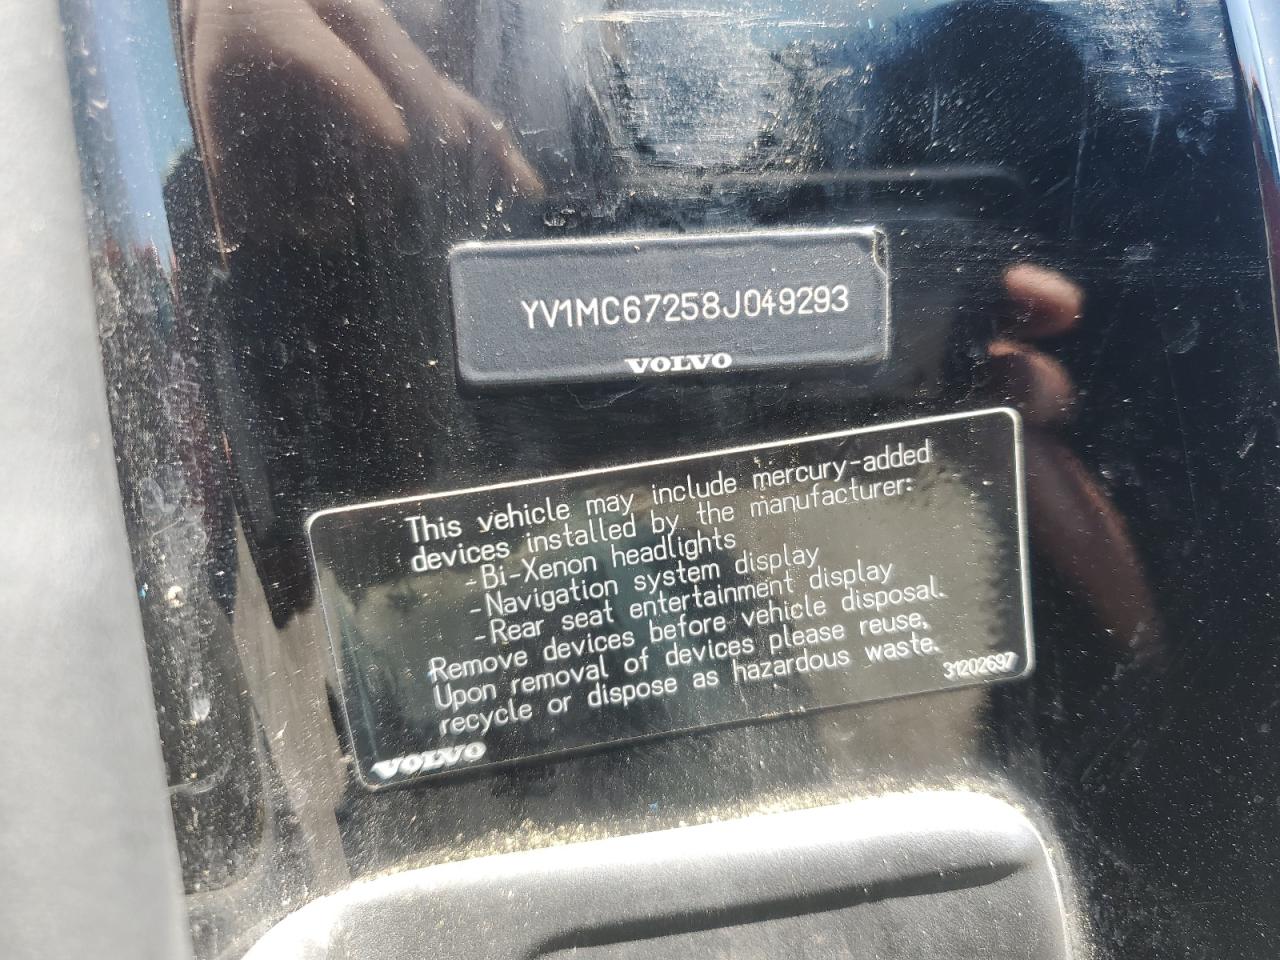 YV1MC67258J049293
VOLVO
This vehicle may include mercury-added
devices installed by the manufacturer:
-Bi-Xenon headlights
-Navigation system display
-Rear seat entertainment display
Remove devices before vehicle disposal.
Upon removal of devices please reuse,
recycle or dispose as hazardous waste.
31202697
VOLVO